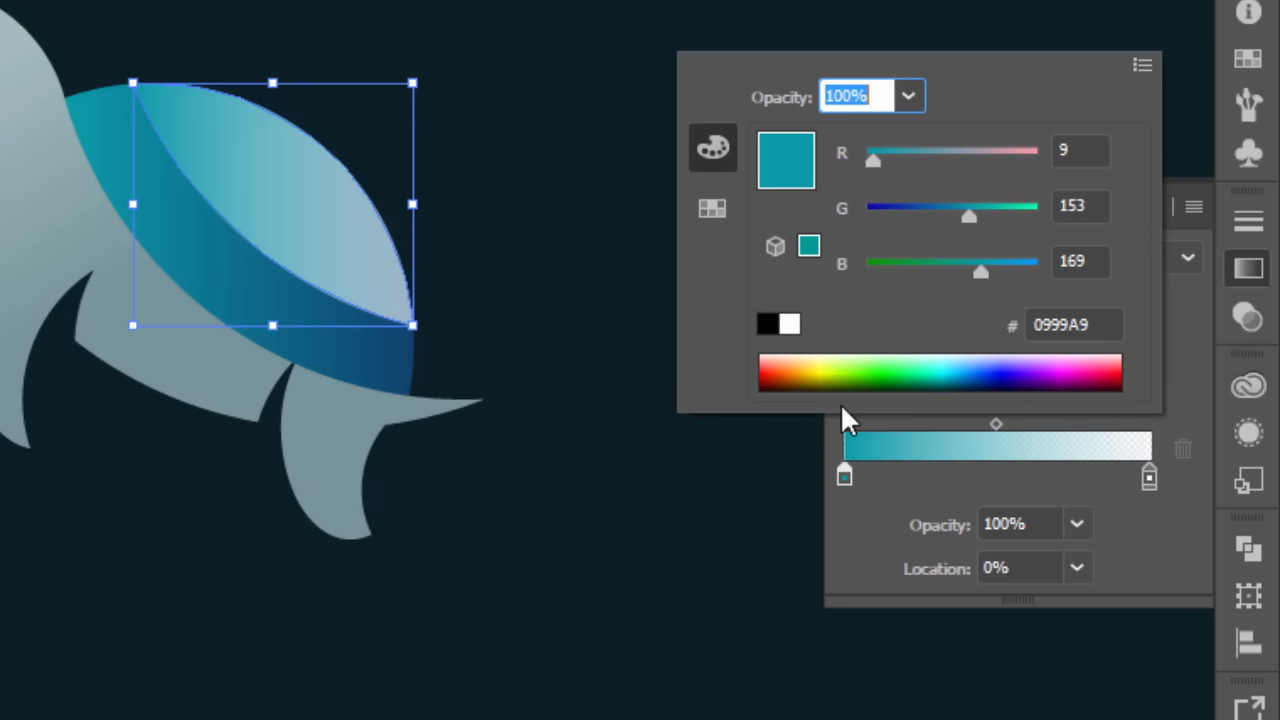 Opacity: 100%
R 9
G 153
B 169
# 0999A9
Opacity: 100%
Location: 0%